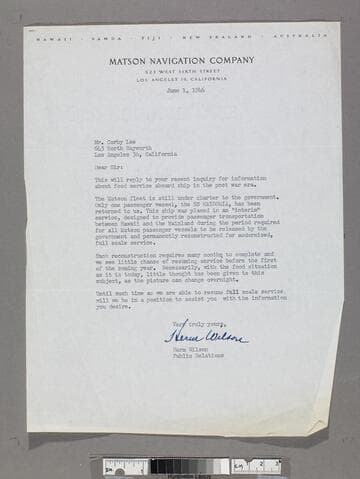 HAWAII · SAMOA · FIJI · NEW ZEALAND · AUSTRALIA
MATSON NAVIGATION COMPANY
523 WEST SIXTH STREET
LOS ANGELES 14, CALIFORNIA
June 1, 1946
Mr. Corby Lee
643 North Hayworth
Los Angeles 36, California
Dear Sir:
This will reply to your recent inquiry for information
about food service aboard ship in the post war era.
The Matson fleet is still under charter to the government.
Only one passenger vessel, the SS MATSONIA, has been
returned to us. This ship was placed in an "interim"
service, designed to provide passenger transportation
between Hawaii and the Mainland during the period required
for all Matson passenger vessels to be released by the
government and permanently reconstructed for modernized,
full scale service.
Such reconstruction requires many months to complete and
we see little chance of resuming service before the first
of the coming year. Necessarily, with the food situation
as it is today, little thought has been given to this
subject, as the picture can change overnight.
Until such time as we are able to resume full scale service
will we be in a position to assist you with the information
you desire.
Very truly yours,
Herm Wilson
Herm Wilson
Public Relations